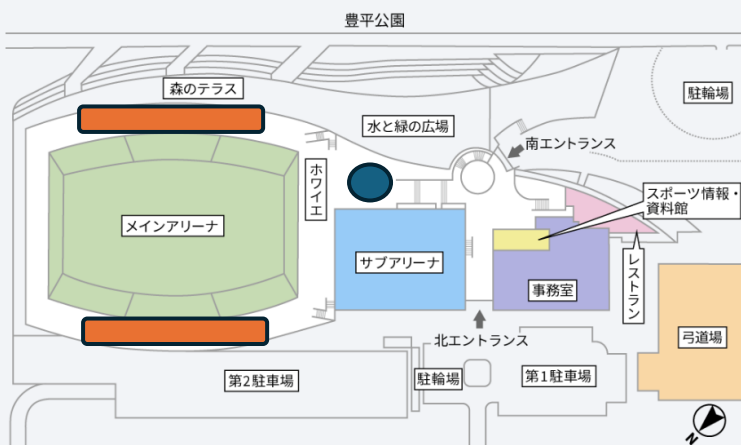 豊平公園
森のテラス
駐輪場
水と緑の広場
南エントランス
ホワイエ
スポーツ情報・
資料館
メインアリーナ
サブアリーナ
レストラン
事務室
北エントランス
弓道場
第2駐車場
駐輪場
第1駐車場
N